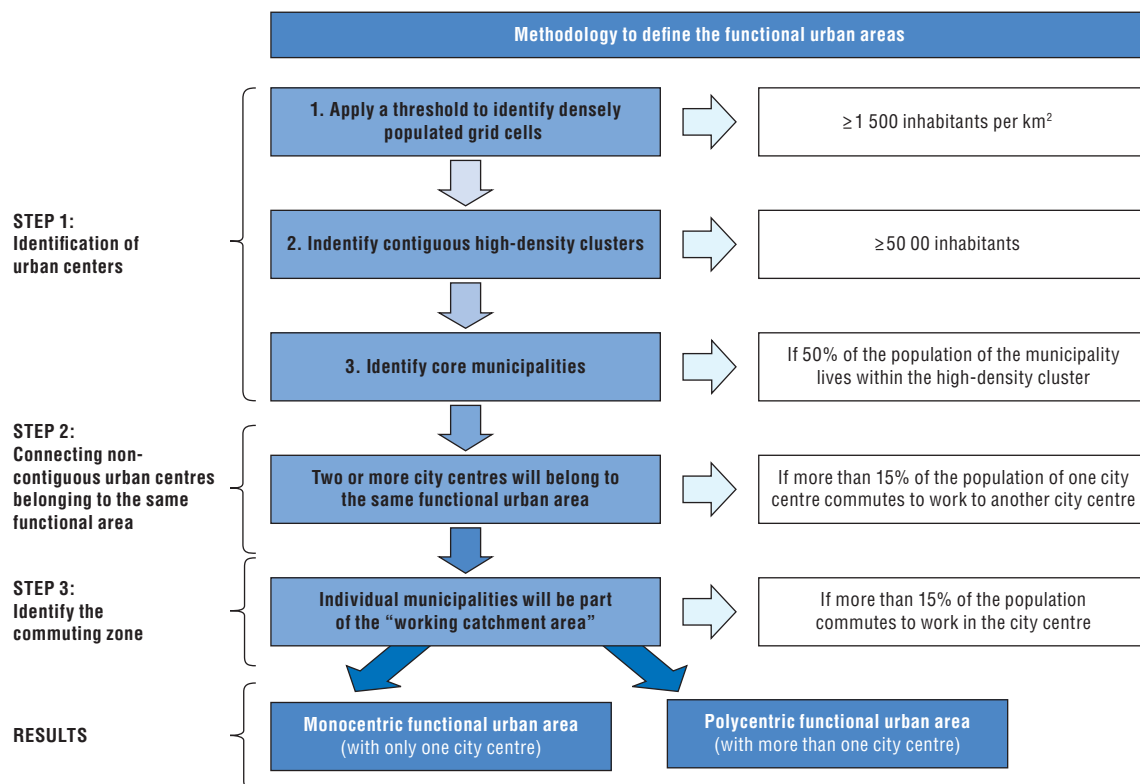 Methodology to define the functional urban areas
STEP 1:
Identification of
urban centers
1. Apply a threshold to identify densely
populated grid cells
≥1 500 inhabitants per km²
2. Indentify contiguous high-density clusters
≥50 00 inhabitants
3. Identify core municipalities
If 50% of the population of the municipality
lives within the high-density cluster
STEP 2:
Connecting non-
contiguous urban centres
belonging to the same
functional area
Two or more city centres will belong to
the same functional urban area
If more than 15% of the population of one city
centre commutes to work to another city centre
STEP 3:
Identify the
commuting zone
Individual municipalities will be part
of the “working catchment area”
If more than 15% of the population
commutes to work in the city centre
RESULTS
Monocentric functional urban area
(with only one city centre)
Polycentric functional urban area
(with more than one city centre)